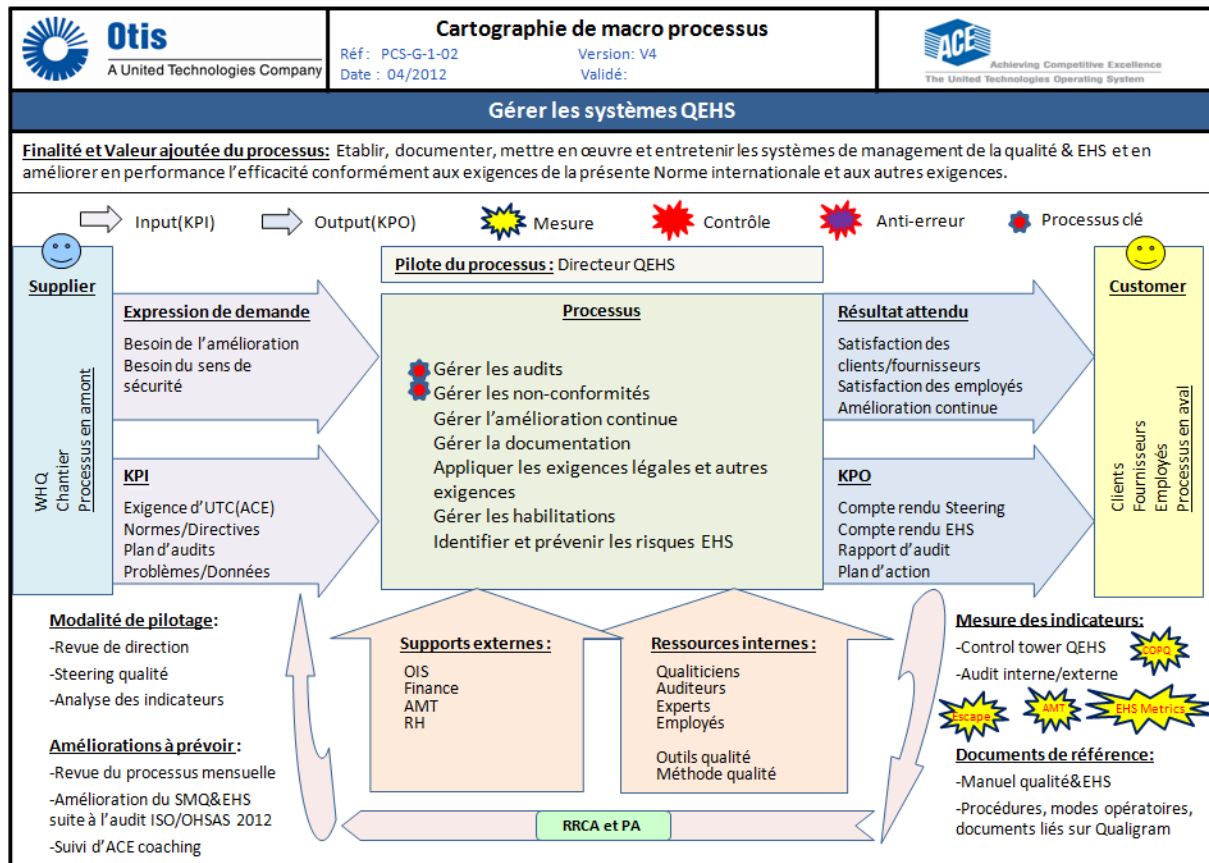 Otis
A United Technologies Company
Cartographie de macro processus
Réf : PCS-G-1-02 Version: V4
Date : 04/2012 Validé:
ACE
Achieving Competitive Excellence
The United Technologies Operating System
Gérer les systèmes QEHS
Finalité et Valeur ajoutée du processus: Etablir, documenter, mettre en œuvre et entretenir les systèmes de management de la qualité & EHS et en
améliorer en performance l’efficacité conformément aux exigences de la présente Norme internationale et aux autres exigences.
Input(KPI)
Output(KPO)
Mesure
Contrôle
Anti-erreur
Processus clé
Supplier
WHQ
Chantier
Processus en amont
Expression de demande
Besoin de l’amélioration
Besoin du sens de
sécurité
KPI
Exigence d’UTC(ACE)
Normes/Directives
Plan d’audits
Problèmes/Données
Pilote du processus : Directeur QEHS
Processus
Gérer les audits
Gérer les non-conformités
Gérer l’amélioration continue
Gérer la documentation
Appliquer les exigences légales et autres
exigences
Gérer les habilitations
Identifier et prévenir les risques EHS
Résultat attendu
Satisfaction des
clients/fournisseurs
Satisfaction des employés
Amélioration continue
KPO
Compte rendu Steering
Compte rendu EHS
Rapport d’audit
Plan d’action
Customer
Clients
Fournisseurs
Employés
Processus en aval
Modalité de pilotage:
-Revue de direction
-Steering qualité
-Analyse des indicateurs
Améliorations à prévoir :
-Revue du processus mensuelle
-Amélioration du SMQ&EHS
suite à l’audit ISO/OHSAS 2012
-Suivi d’ACE coaching
Supports externes :
OIS
Finance
AMT
RH
Ressources internes :
Qualiticiens
Auditeurs
Experts
Employés
Outils qualité
Méthode qualité
RRCA et PA
Mesure des indicateurs:
-Control tower QEHS
-Audit interne/externe
COPQ
Escape
AMT
EHS Metrics
Documents de référence:
-Manuel qualité&EHS
-Procédures, modes opératoires,
documents liés sur Qualigram